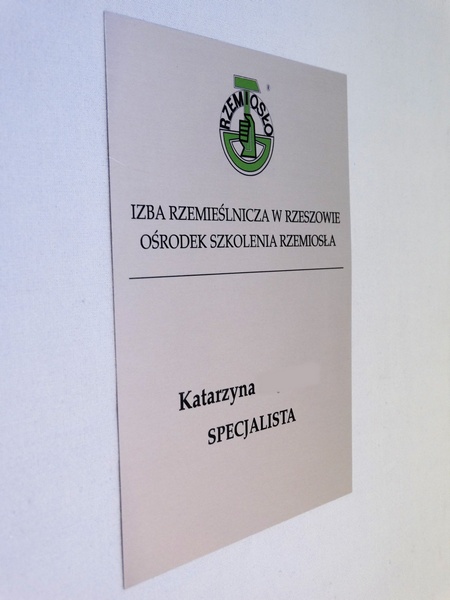 RZEMIOSŁO
®
IZBA RZEMIEŚLNICZA W RZESZOWIE
OŚRODEK SZKOLENIA RZEMIOSŁA
Katarzyna
SPECJALISTA